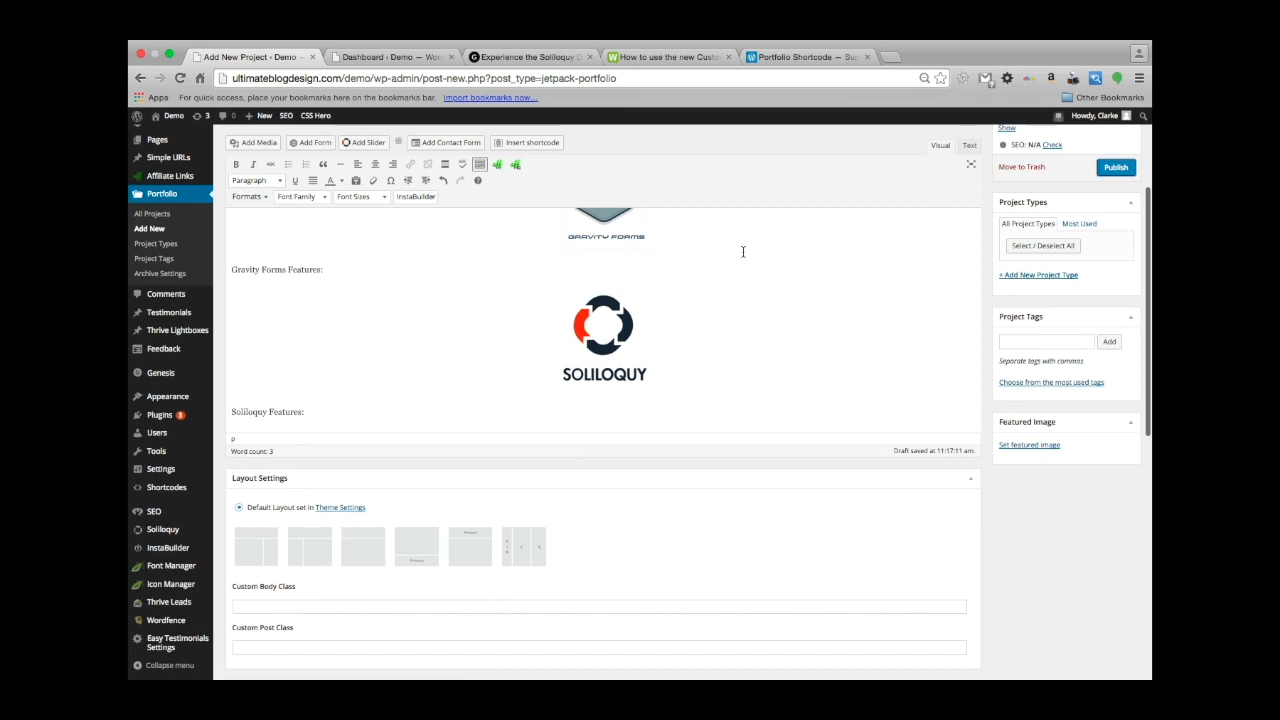 Add New Project ‹ Demo —
Dashboard ‹ Demo — Wor
Experience the Soliloquy D
How to use the new Custo
Portfolio Shortcode — Sup
ultimateblogdesign.com/demo/wp-admin/post-new.php?post_type=jetpack-portfolio
Apps
For quick access, place your bookmarks here on the bookmarks bar.
Import bookmarks now...
Other Bookmarks
Demo
3
New
SEO
CSS Hero
Howdy, Clarke
Pages
Simple URLs
Affiliate Links
Portfolio
All Projects
Add New
Project Types
Project Tags
Archive Settings
Comments
Testimonials
Thrive Lightboxes
Feedback
Genesis
Appearance
Plugins 3
Users
Tools
Settings
Shortcodes
SEO
Soliloquy
InstaBuilder
Font Manager
Icon Manager
Thrive Leads
Wordfence
Easy Testimonials
Settings
Collapse menu
Add Media
Add Form
Add Slider
Add Contact Form
Insert shortcode
Visual
Text
Paragraph
Formats
Font Family
Font Sizes
InstaBuilder
GRAVITY FORMS
Gravity Forms Features:
SOLILOQUY
Soliloquy Features:
p
Word count: 3
Draft saved at 11:17:11 am.
Layout Settings
Default Layout set in Theme Settings
Custom Body Class
Custom Post Class
Show
SEO: N/A Check
Move to Trash
Publish
Project Types
All Project Types
Most Used
Select / Deselect All
+ Add New Project Type
Project Tags
Add
Separate tags with commas
Choose from the most used tags
Featured Image
Set featured image